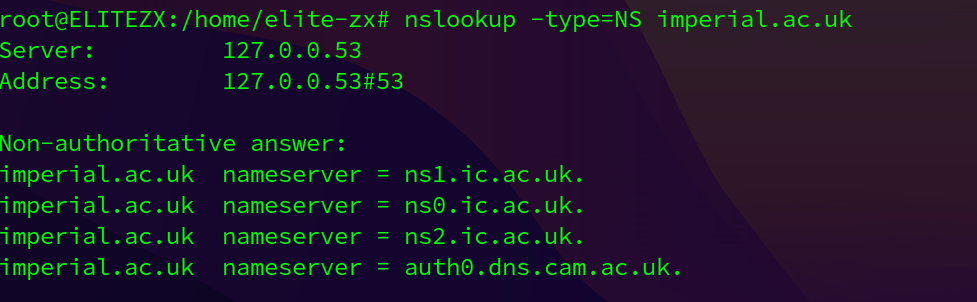 root@ELITEZX:/home/elite-zx# nslookup -type=NS imperial.ac.uk
Server:         127.0.0.53
Address:        127.0.0.53#53

Non-authoritative answer:
imperial.ac.uk  nameserver = ns1.ic.ac.uk.
imperial.ac.uk  nameserver = ns0.ic.ac.uk.
imperial.ac.uk  nameserver = ns2.ic.ac.uk.
imperial.ac.uk  nameserver = auth0.dns.cam.ac.uk.